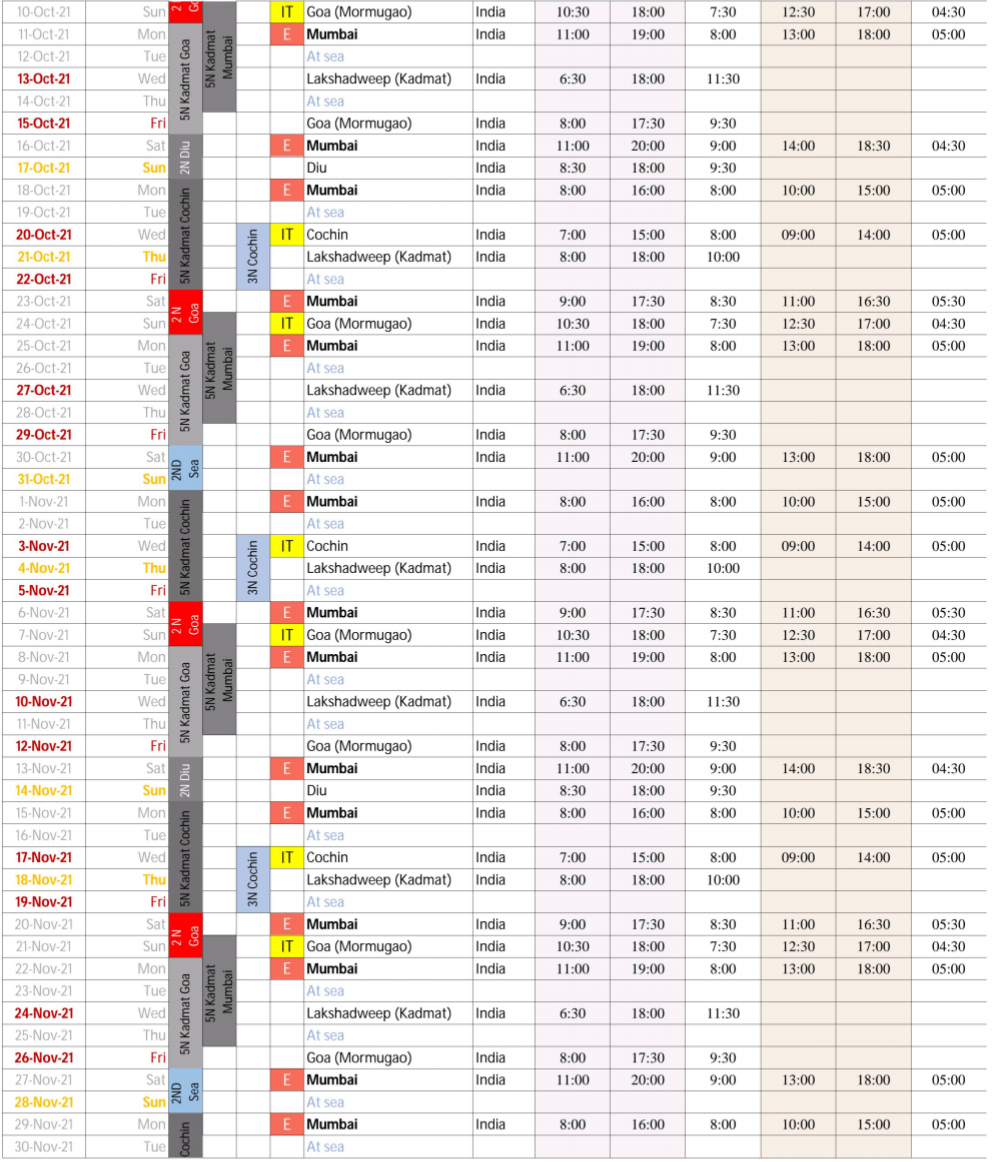 10-Oct-21 Sun 2 Go IT Goa (Mormugao) India 10:30 18:00 7:30 12:30 17:00 04:30
11-Oct-21 Mon 5N Kadmat Goa 5N Kadmat Mumbai E Mumbai India 11:00 19:00 8:00 13:00 18:00 05:00
12-Oct-21 Tue At sea
13-Oct-21 Wed Lakshadweep (Kadmat) India 6:30 18:00 11:30
14-Oct-21 Thu At sea
15-Oct-21 Fri Goa (Mormugao) India 8:00 17:30 9:30
16-Oct-21 Sat 2N Diu E Mumbai India 11:00 20:00 9:00 14:00 18:30 04:30
17-Oct-21 Sun Diu India 8:30 18:00 9:30
18-Oct-21 Mon 5N Kadmat Cochin E Mumbai India 8:00 16:00 8:00 10:00 15:00 05:00
19-Oct-21 Tue At sea
20-Oct-21 Wed 3N Cochin IT Cochin India 7:00 15:00 8:00 09:00 14:00 05:00
21-Oct-21 Thu Lakshadweep (Kadmat) India 8:00 18:00 10:00
22-Oct-21 Fri At sea
23-Oct-21 Sat 2 N Goa E Mumbai India 9:00 17:30 8:30 11:00 16:30 05:30
24-Oct-21 Sun 5N Kadmat Mumbai IT Goa (Mormugao) India 10:30 18:00 7:30 12:30 17:00 04:30
25-Oct-21 Mon 5N Kadmat Goa E Mumbai India 11:00 19:00 8:00 13:00 18:00 05:00
26-Oct-21 Tue At sea
27-Oct-21 Wed Lakshadweep (Kadmat) India 6:30 18:00 11:30
28-Oct-21 Thu At sea
29-Oct-21 Fri Goa (Mormugao) India 8:00 17:30 9:30
30-Oct-21 Sat 2ND Sea E Mumbai India 11:00 20:00 9:00 13:00 18:00 05:00
31-Oct-21 Sun At sea
1-Nov-21 Mon 5N Kadmat Cochin E Mumbai India 8:00 16:00 8:00 10:00 15:00 05:00
2-Nov-21 Tue At sea
3-Nov-21 Wed 3N Cochin IT Cochin India 7:00 15:00 8:00 09:00 14:00 05:00
4-Nov-21 Thu Lakshadweep (Kadmat) India 8:00 18:00 10:00
5-Nov-21 Fri At sea
6-Nov-21 Sat 2 N Goa E Mumbai India 9:00 17:30 8:30 11:00 16:30 05:30
7-Nov-21 Sun 5N Kadmat Mumbai IT Goa (Mormugao) India 10:30 18:00 7:30 12:30 17:00 04:30
8-Nov-21 Mon 5N Kadmat Goa E Mumbai India 11:00 19:00 8:00 13:00 18:00 05:00
9-Nov-21 Tue At sea
10-Nov-21 Wed Lakshadweep (Kadmat) India 6:30 18:00 11:30
11-Nov-21 Thu At sea
12-Nov-21 Fri Goa (Mormugao) India 8:00 17:30 9:30
13-Nov-21 Sat 2N Diu E Mumbai India 11:00 20:00 9:00 14:00 18:30 04:30
14-Nov-21 Sun Diu India 8:30 18:00 9:30
15-Nov-21 Mon 5N Kadmat Cochin E Mumbai India 8:00 16:00 8:00 10:00 15:00 05:00
16-Nov-21 Tue At sea
17-Nov-21 Wed 3N Cochin IT Cochin India 7:00 15:00 8:00 09:00 14:00 05:00
18-Nov-21 Thu Lakshadweep (Kadmat) India 8:00 18:00 10:00
19-Nov-21 Fri At sea
20-Nov-21 Sat 2 N Goa E Mumbai India 9:00 17:30 8:30 11:00 16:30 05:30
21-Nov-21 Sun 5N Kadmat Mumbai IT Goa (Mormugao) India 10:30 18:00 7:30 12:30 17:00 04:30
22-Nov-21 Mon 5N Kadmat Goa E Mumbai India 11:00 19:00 8:00 13:00 18:00 05:00
23-Nov-21 Tue At sea
24-Nov-21 Wed Lakshadweep (Kadmat) India 6:30 18:00 11:30
25-Nov-21 Thu At sea
26-Nov-21 Fri Goa (Mormugao) India 8:00 17:30 9:30
27-Nov-21 Sat 2ND Sea E Mumbai India 11:00 20:00 9:00 13:00 18:00 05:00
28-Nov-21 Sun At sea
29-Nov-21 Mon Cochin E Mumbai India 8:00 16:00 8:00 10:00 15:00 05:00
30-Nov-21 Tue At sea